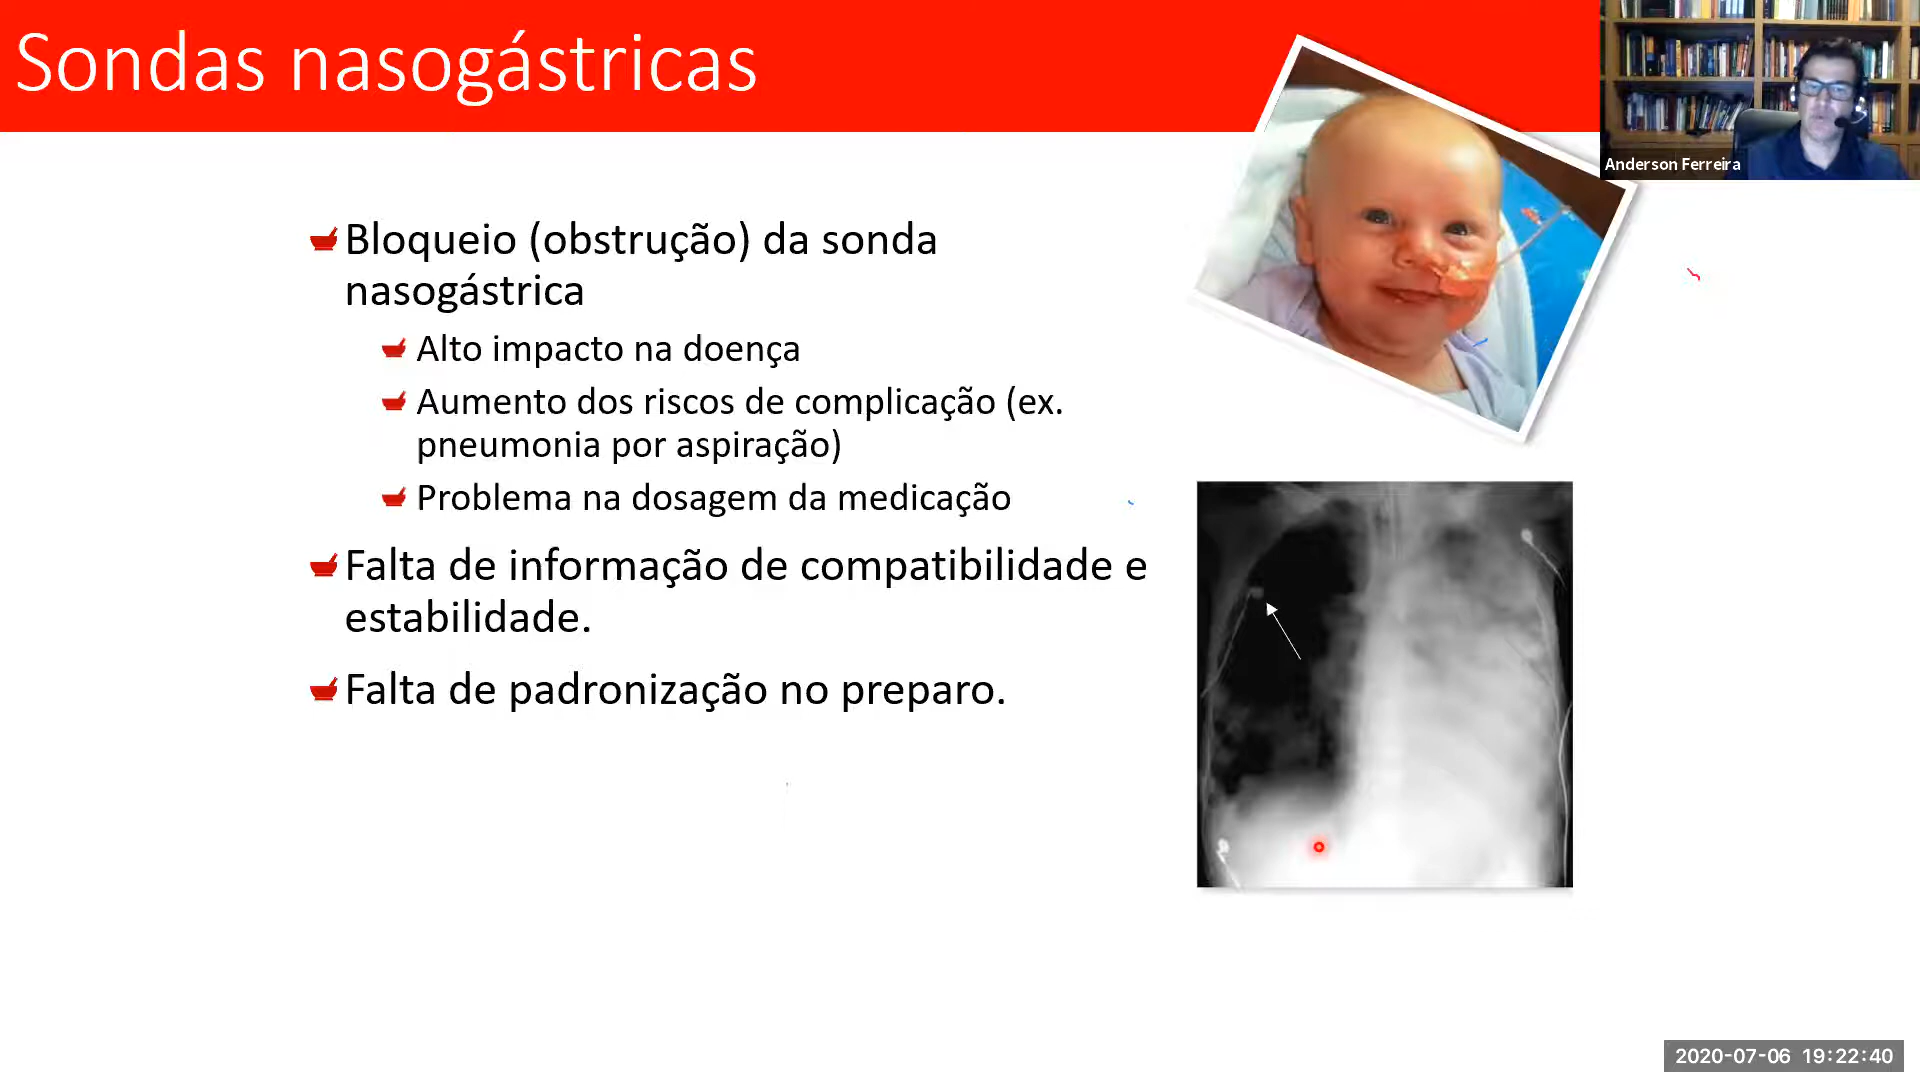 Sondas nasogástricas
Anderson Ferreira
Bloqueio (obstrução) da sonda
nasogástrica
Alto impacto na doença
Aumento dos riscos de complicação (ex.
pneumonia por aspiração)
Problema na dosagem da medicação
Falta de informação de compatibilidade e
estabilidade.
Falta de padronização no preparo.
2020-07-06 19:22:40